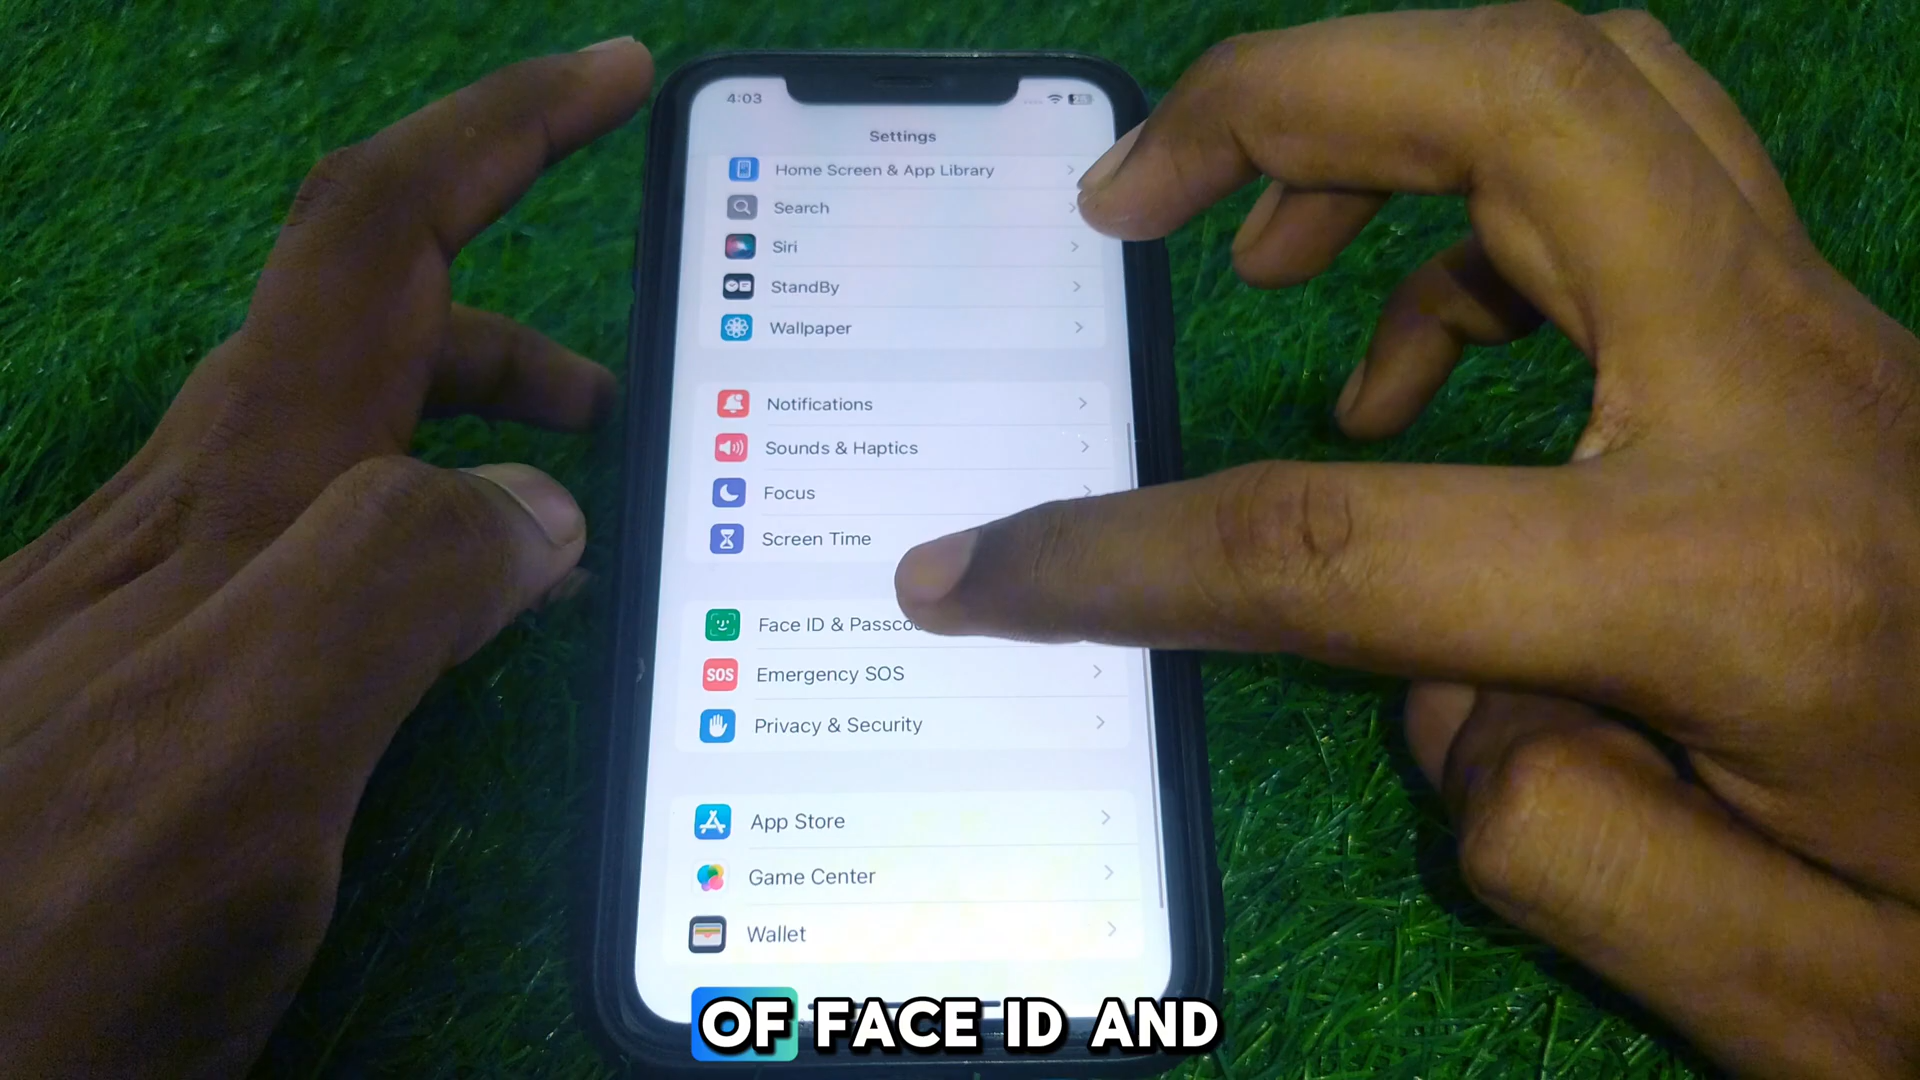 4:03
Settings
Home Screen & App Library
Search
Siri
StandBy
Wallpaper
Notifications
Sounds & Haptics
Focus
Screen Time
Face ID & Passco
SOS Emergency SOS
Privacy & Security
App Store
Game Center
Wallet
OF FACE ID AND